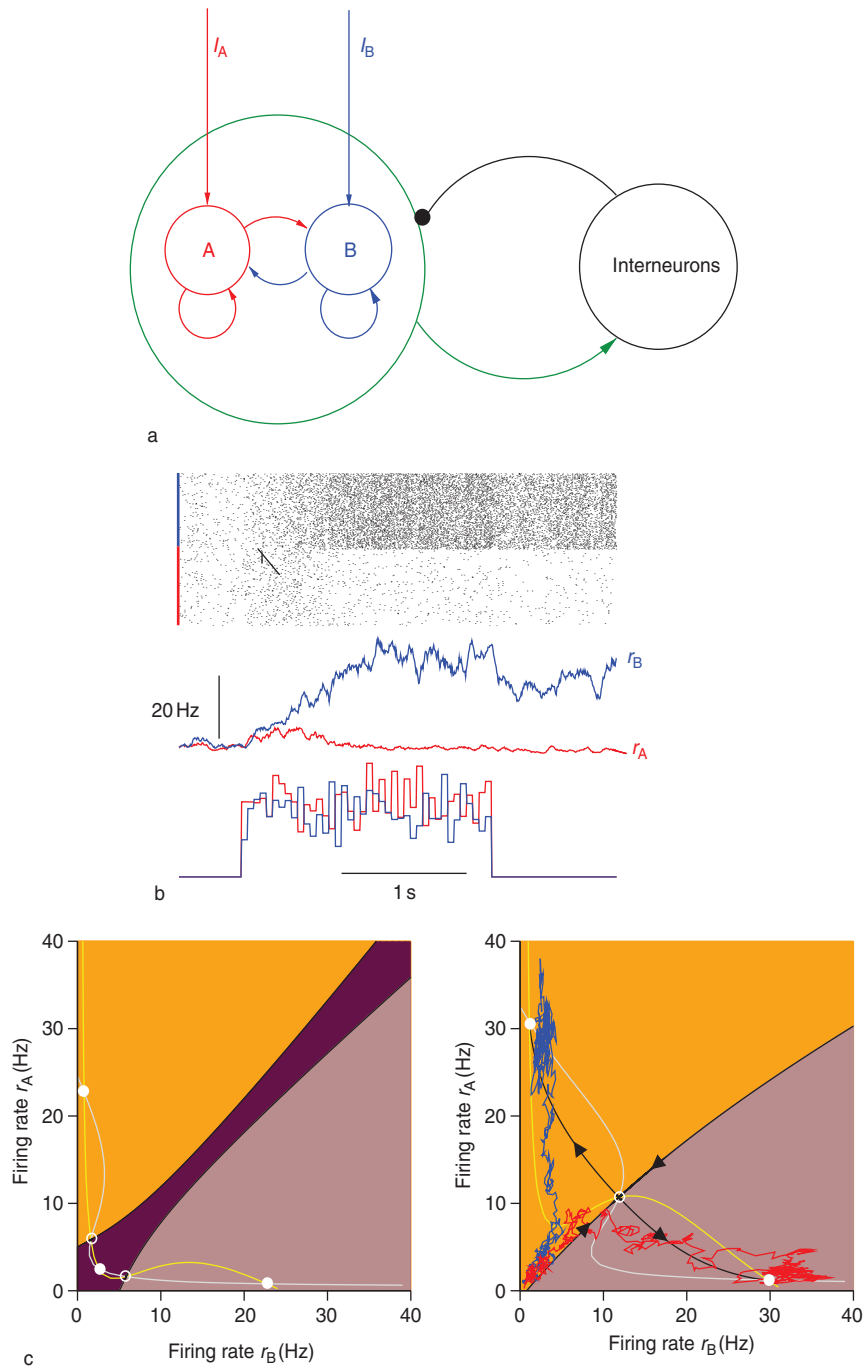 I_A
I_B
A
B
Interneurons
a
r_B
20 Hz
r_A
b
1 s
40
30
20
10
0
Firing rate r_A (Hz)
0
10
20
30
40
Firing rate r_B (Hz)
40
30
20
10
0
Firing rate r_A (Hz)
0
10
20
30
40
Firing rate r_B (Hz)
c